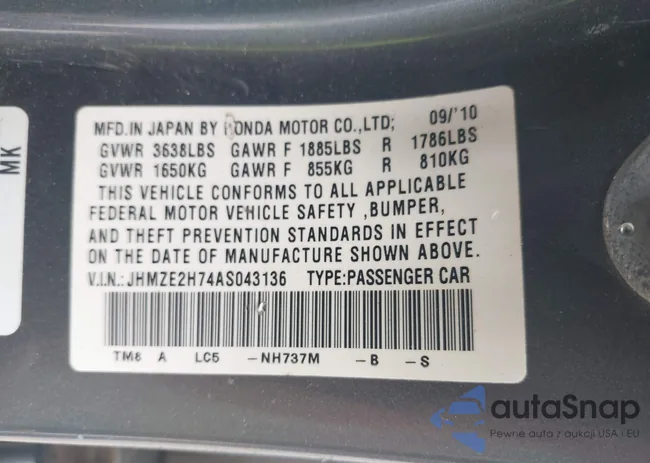 MFD.IN JAPAN BY HONDA MOTOR CO.,LTD; 09/'10
GVWR 3638LBS GAWR F 1885LBS R 1786LBS
GVWR 1650KG GAWR F 855KG R 810KG
THIS VEHICLE CONFORMS TO ALL APPLICABLE
FEDERAL MOTOR VEHICLE SAFETY ,BUMPER,
AND THEFT PREVENTION STANDARDS IN EFFECT
ON THE DATE OF MANUFACTURE SHOWN ABOVE.
V.I.N.:JHMZE2H74AS043136 TYPE:PASSENGER CAR
TM8 A LC5 -NH737M -B -S
MK
autaSnap
Pewne auto z aukcji USA i EU